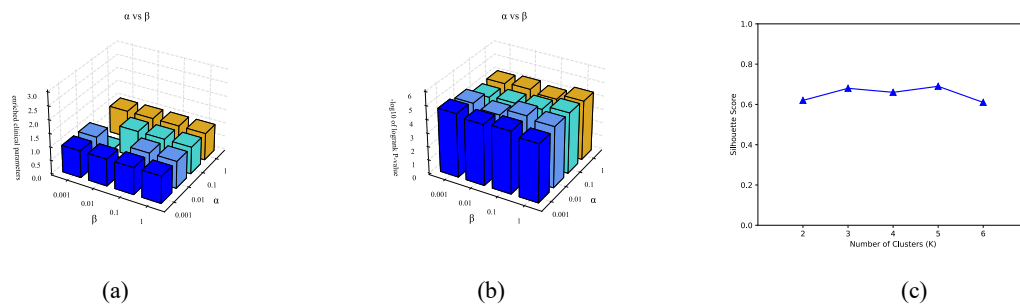 α vs β
enriched clinical parameters
3.0
2.5
2.0
1.5
1.0
0.5
0.0
0.001
0.01
0.1
1
β
0.001
0.01
0.1
1
α
(a)
α vs β
-log10 of logrank P-value
6
5
4
3
2
1
0
0.001
0.01
0.1
1
β
0.001
0.01
0.1
1
α
(b)
Silhouette Score
1.0
0.8
0.6
0.4
0.2
0.0
2 3 4 5 6
Number of Clusters (K)
(c)